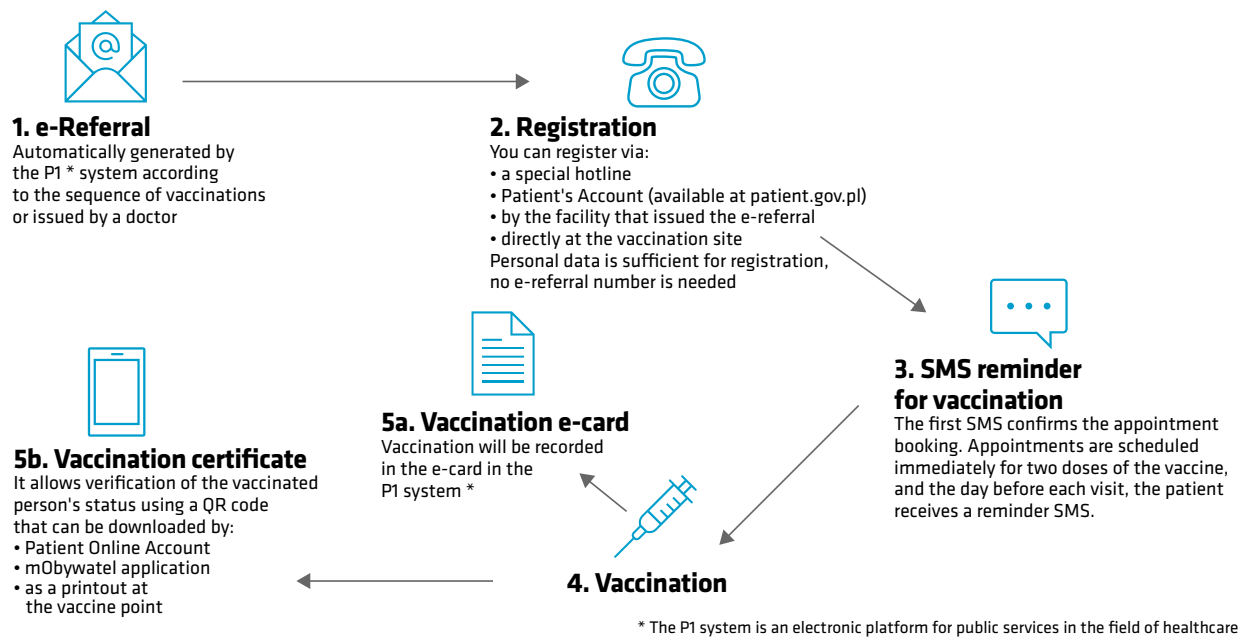 1. e-Referral
Automatically generated by
the P1 * system according
to the sequence of vaccinations
or issued by a doctor
2. Registration
You can register via:
• a special hotline
• Patient's Account (available at patient.gov.pl)
• by the facility that issued the e-referral
• directly at the vaccination site
Personal data is sufficient for registration,
no e-referral number is needed
3. SMS reminder
for vaccination
The first SMS confirms the appointment
booking. Appointments are scheduled
immediately for two doses of the vaccine,
and the day before each visit, the patient
receives a reminder SMS.
4. Vaccination
5a. Vaccination e-card
Vaccination will be recorded
in the e-card in the
P1 system *
5b. Vaccination certificate
It allows verification of the vaccinated
person's status using a QR code
that can be downloaded by:
• Patient Online Account
• mObywatel application
• as a printout at
the vaccine point
* The P1 system is an electronic platform for public services in the field of healthcare